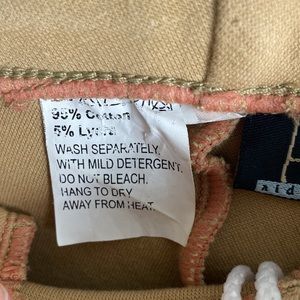 95% Cotton
5% Lycra
WASH SEPARATELY,
WITH MILD DETERGENT.
DO NOT BLEACH.
HANG TO DRY
AWAY FROM HEAT.